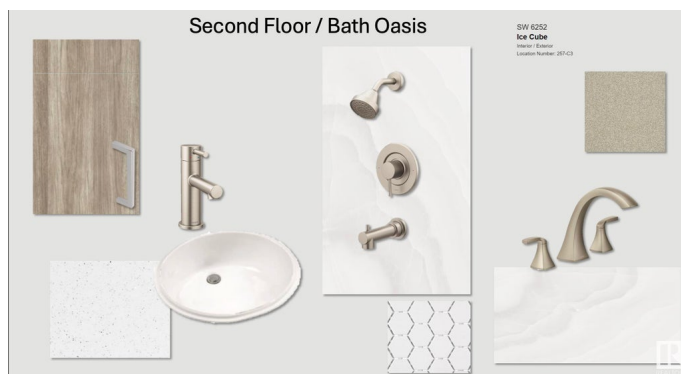 Second Floor / Bath Oasis
SW 6252
Ice Cube
Interior / Exterior
Location Number: 257-C3